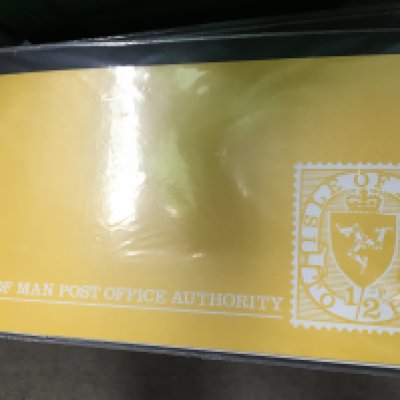 ISLE OF
OF MAN POST OFFICE AUTHORITY
1/2